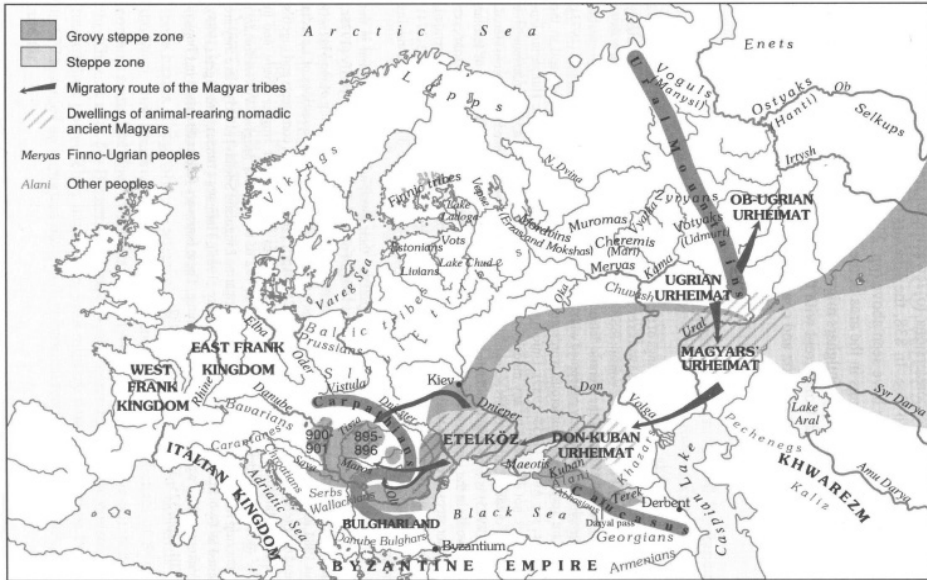 Grovy steppe zone
Steppe zone
Migratory route of the Magyar tribes
Dwellings of animal-rearing nomadic
ancient Magyars
Meryas Finno-Ugrian peoples
Alani Other peoples
Arctic Sea
Enets
Lapps
Voguls
(Manysi)
Ostyaks
(Hanti)
Ob
Selkups
Irtysh
Ural Mountains
Vikings
N.Dvina
Finnic tribes
Lake
Ladoga
Vepse
Zyryans
OB-UGRIAN
URHEIMAT
Mordvins
(Erzas and Mokshas)
Muromas
Vyatka
Votyaks
(Udmurt)
Cheremis
(Mari)
Estonians
Vots
Livians
Lake Chud
Meryas
Kama
Vareg Sea
UGRIAN
URHEIMAT
Chuvash
Oka
Baltic tribes
Prussians
Ural
MAGYARS'
URHEIMAT
Elba
EAST FRANK
KINGDOM
Oder
WEST
FRANK
KINGDOM
Rhine
Vistula
Kiev
Don
Volga
Danube
Bavarians
Carpathians
Dniester
Dnieper
Tisza
900-
901
895-
896
ETELKÖZ
DON-KUBAN
URHEIMAT
Pechenegs
Lake
Aral
Syr Darya
Carantanes
Croatians
Sava
Maros
Olt
Maeotis
Kuban
Alani
Khazars
KHWAREZM
Kaliz
Amu Darya
ITALIAN KINGDOM
Adriatic Sea
Serbs
Wallachians
Abkasians
Caucasus
Terek
Derbent
Caspian Lake
BULGHARLAND
Black Sea
Daryal pass
Georgians
Danube Bulghars
Byzantium
Armenians
BYZANTINE EMPIRE